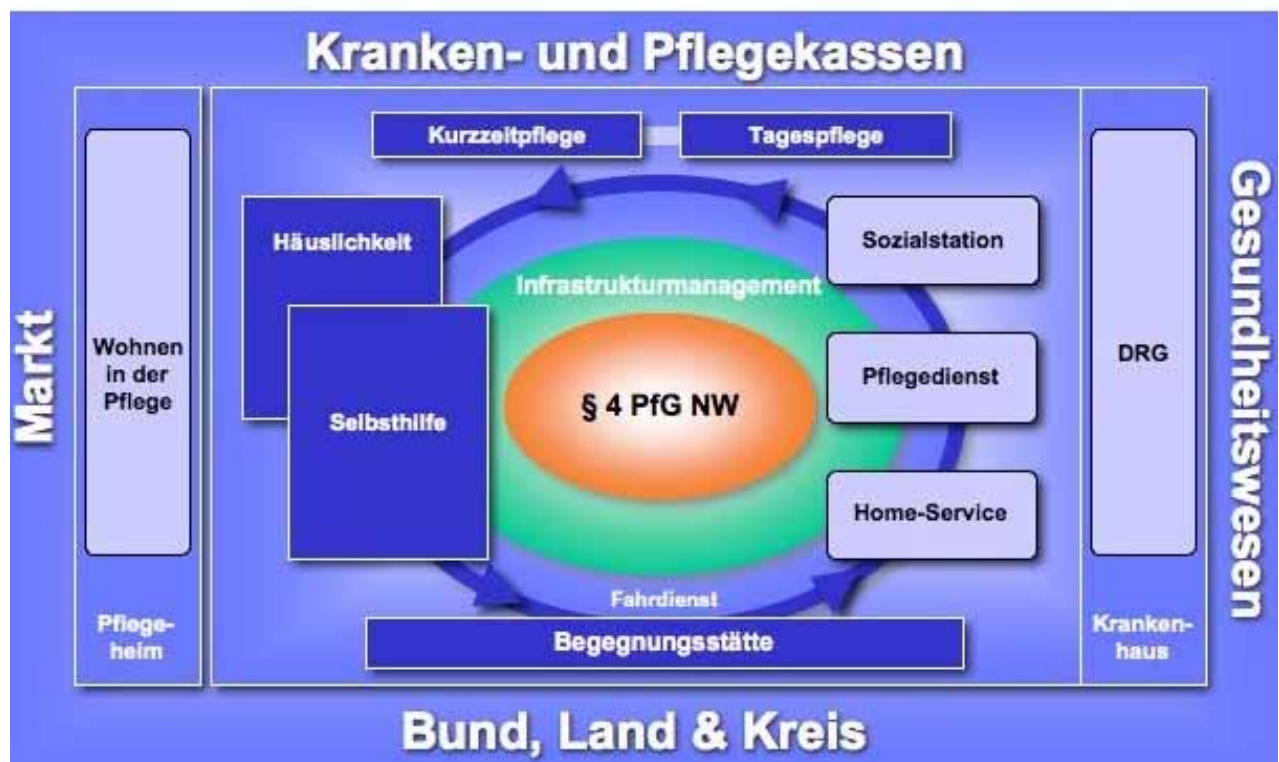 Kranken- und Pflegekassen
Kurzzeitpflege
Tagespflege
Häuslichkeit
Sozialstation
Infrastrukturmanagement
Markt
Wohnen
in der
Pflege
Selbsthilfe
§ 4 PfG NW
Pflegedienst
DRG
Gesundheitswesen
Home-Service
Fahrdienst
Pflege-
heim
Begegnungsstätte
Kranken-
haus
Bund, Land & Kreis